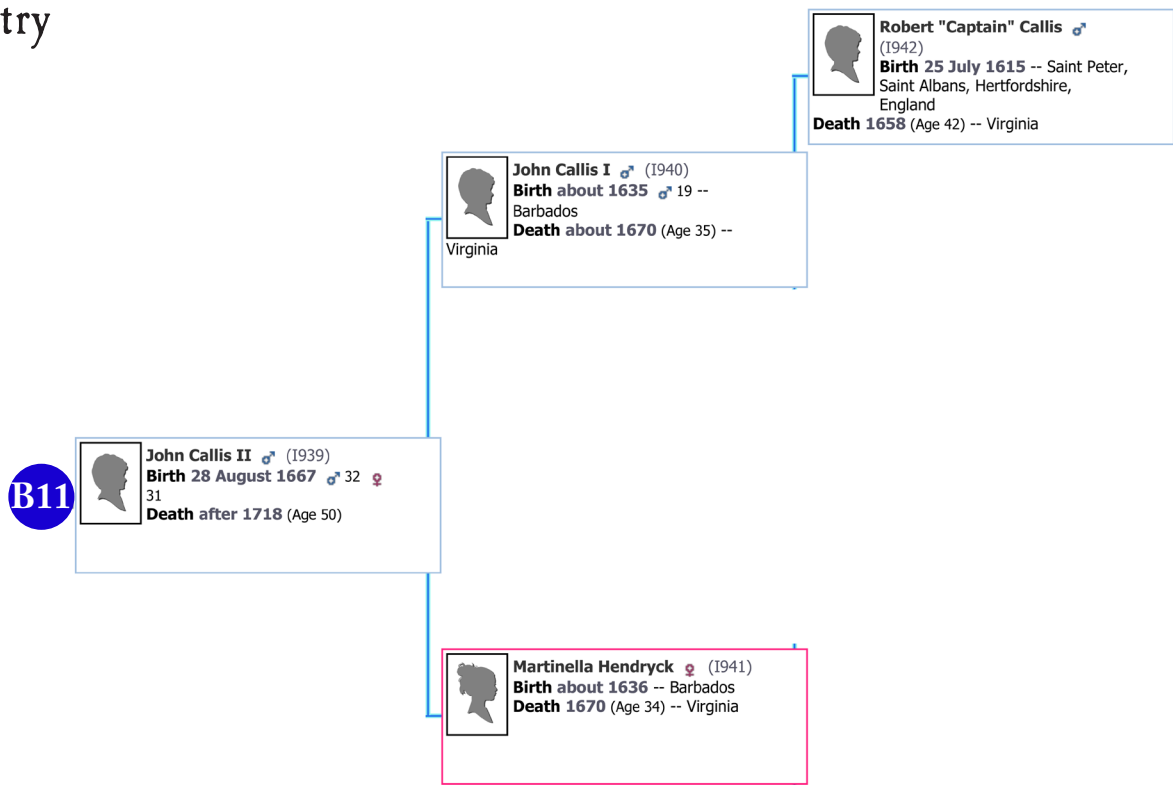 try
Robert "Captain" Callis ♂
(I942)
Birth 25 July 1615 -- Saint Peter,
Saint Albans, Hertfordshire,
England
Death 1658 (Age 42) -- Virginia
John Callis I ♂ (I940)
Birth about 1635 ♂ 19 --
Barbados
Death about 1670 (Age 35) --
Virginia
B11
John Callis II ♂ (I939)
Birth 28 August 1667 ♂ 32 ♀
31
Death after 1718 (Age 50)
Martinella Hendryck ♀ (I941)
Birth about 1636 -- Barbados
Death 1670 (Age 34) -- Virginia